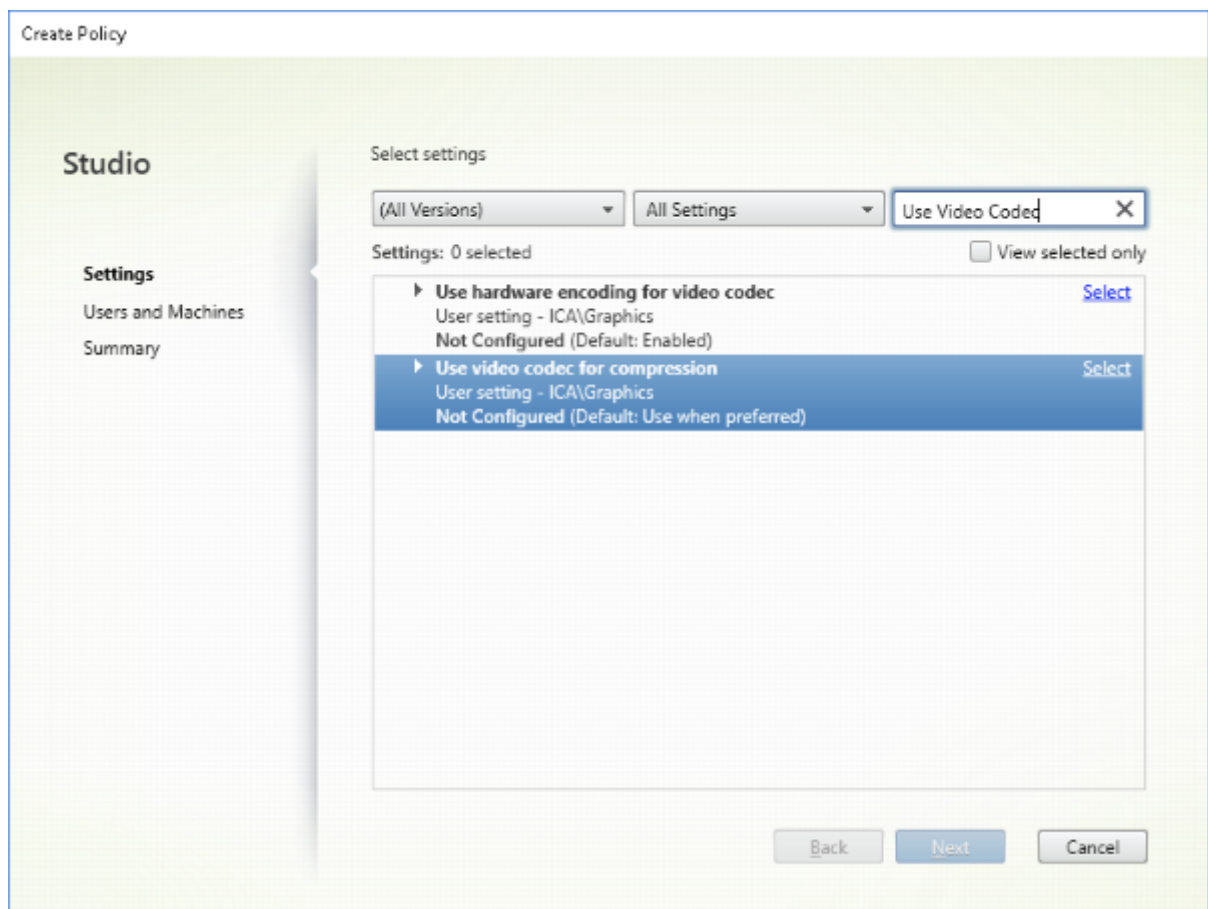 Create Policy
Studio
Settings
Users and Machines
Summary
Select settings
(All Versions) All Settings Use Video Codec
Settings: 0 selected View selected only
Use hardware encoding for video codec Select
User setting - ICA\Graphics
Not Configured (Default: Enabled)
Use video codec for compression Select
User setting - ICA\Graphics
Not Configured (Default: Use when preferred)
Back Next Cancel